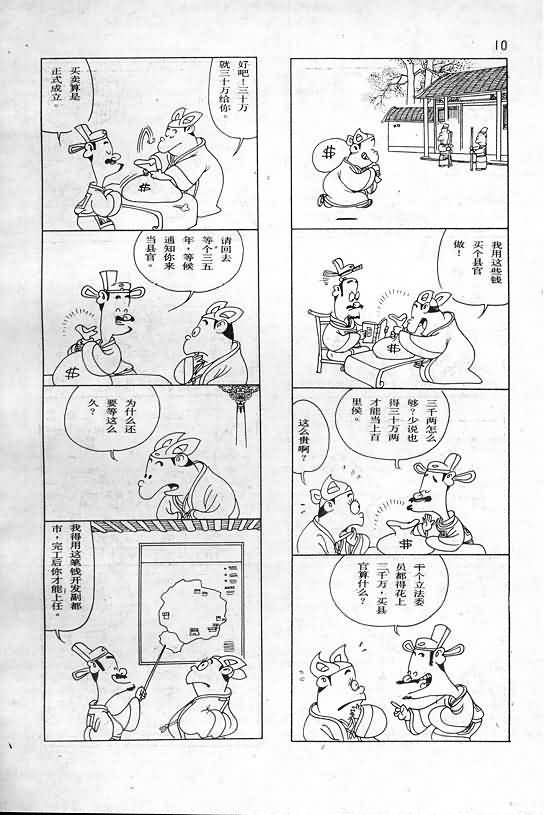 10
我用这些钱
买个县官
做！
三千两怎么
够？少说也
得三十万两
才能当上百
里侯。
这么贵啊？
干个立法委
员都得花上
三千万，买县
官算什么？
好吧！三十万
就三十万给你。
买卖算是
正式成立。
请回去
等个三五
年，等候
通知你来
当县官。
为什么还
要等这么
久？
我得用这笔钱开发副都
市，完工后你才能上任。
$
$
$
$
$
$